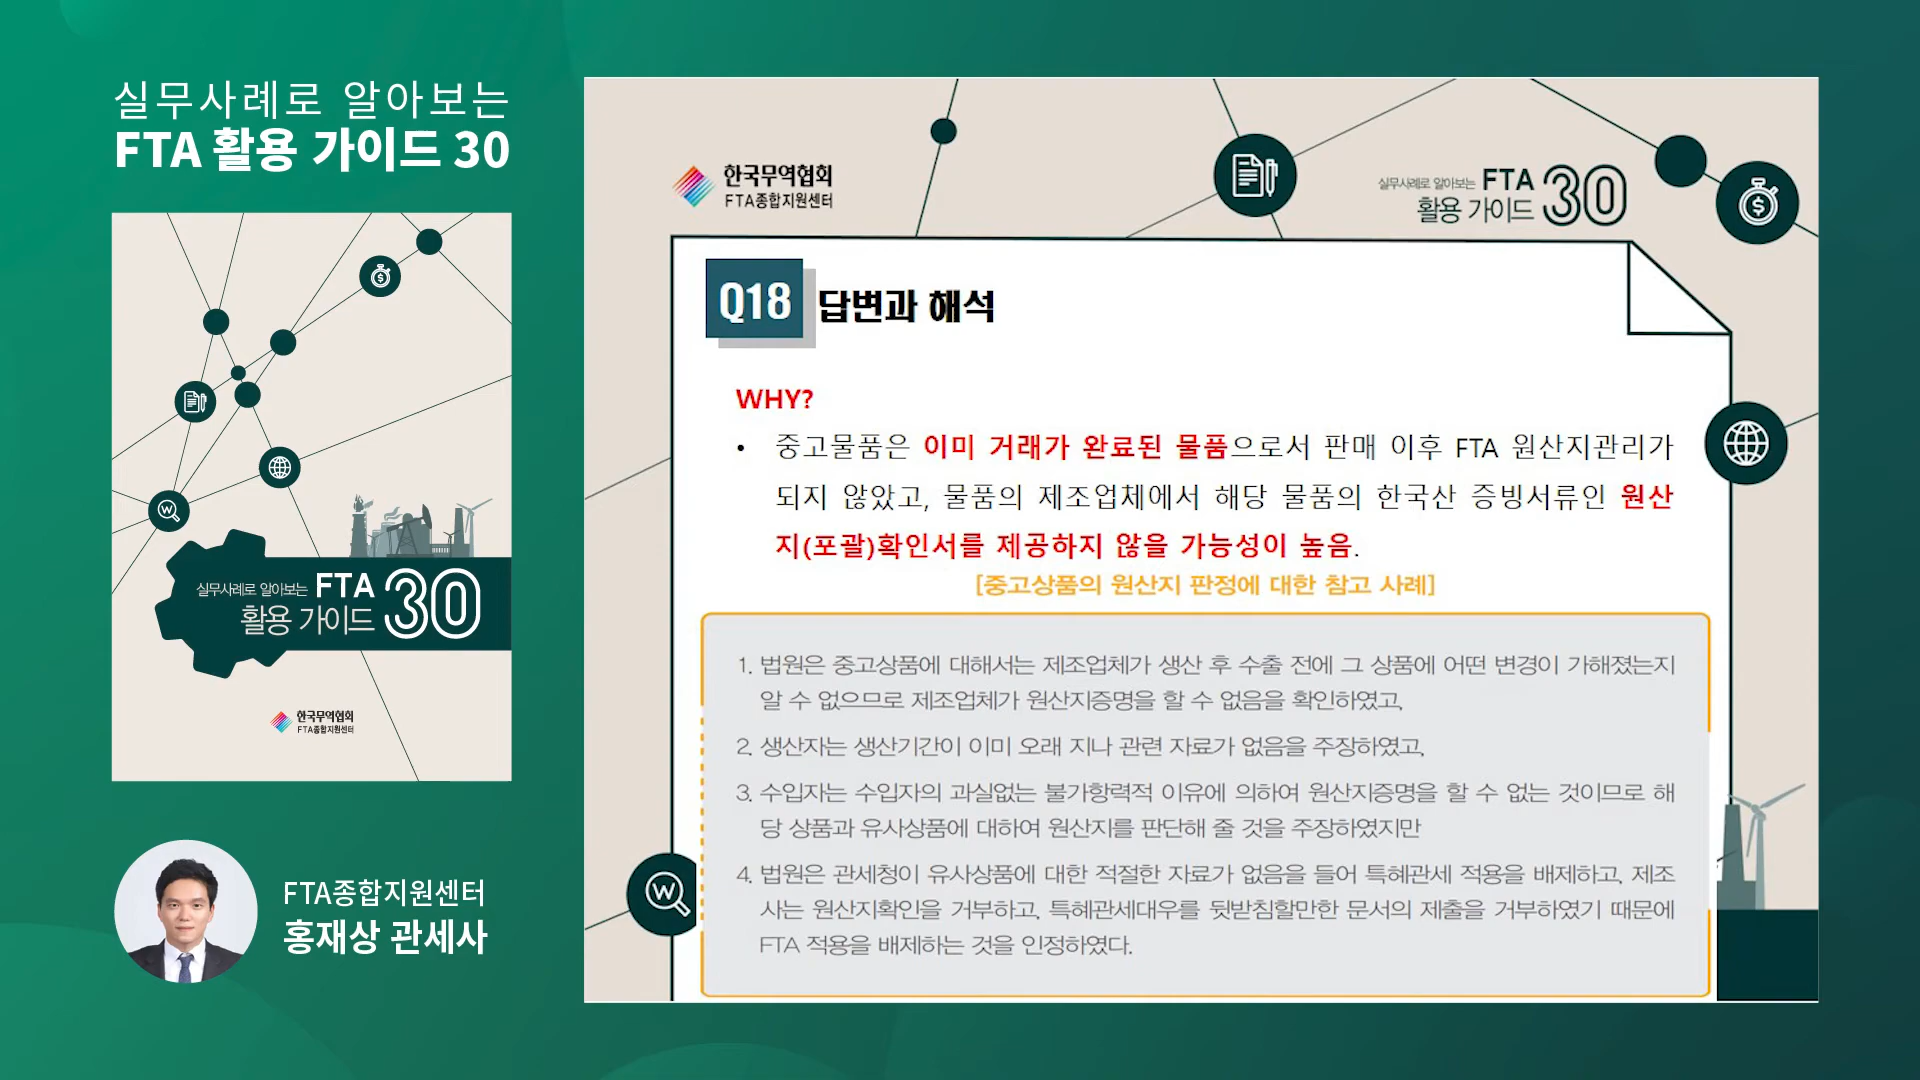 실무사례로 알아보는
FTA 활용 가이드 30
실무사례로 알아보는 FTA
활용 가이드 30
한국무역협회
FTA종합지원센터
FTA종합지원센터
홍재상 관세사
한국무역협회
FTA종합지원센터
실무사례로 알아보는 FTA
활용 가이드 30
Q18 답변과 해석
WHY?
• 중고물품은 이미 거래가 완료된 물품으로서 판매 이후 FTA 원산지관리가
되지 않았고, 물품의 제조업체에서 해당 물품의 한국산 증빙서류인 원산
지(포괄)확인서를 제공하지 않을 가능성이 높음.
[중고상품의 원산지 판정에 대한 참고 사례]
1. 법원은 중고상품에 대해서는 제조업체가 생산 후 수출 전에 그 상품에 어떤 변경이 가해졌는지
알 수 없으므로 제조업체가 원산지증명을 할 수 없음을 확인하였고,
2. 생산자는 생산기간이 이미 오래 지나 관련 자료가 없음을 주장하였고,
3. 수입자는 수입자의 과실없는 불가항력적 이유에 의하여 원산지증명을 할 수 없는 것이므로 해
당 상품과 유사상품에 대하여 원산지를 판단해 줄 것을 주장하였지만
4. 법원은 관세청이 유사상품에 대한 적절한 자료가 없음을 들어 특혜관세 적용을 배제하고, 제조
사는 원산지확인을 거부하고, 특혜관세대우를 뒷받침할만한 문서의 제출을 거부하였기 때문에
FTA 적용을 배제하는 것을 인정하였다.